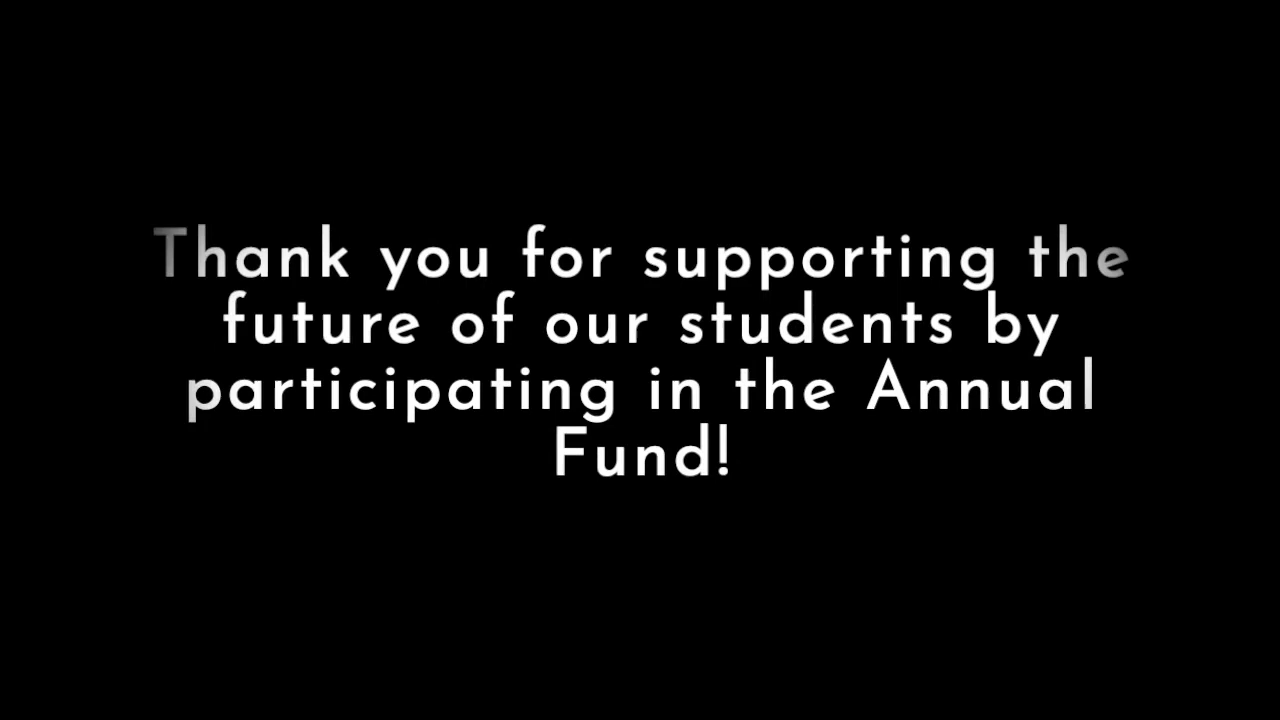 Thank you for supporting the
future of our students by
participating in the Annual
Fund!